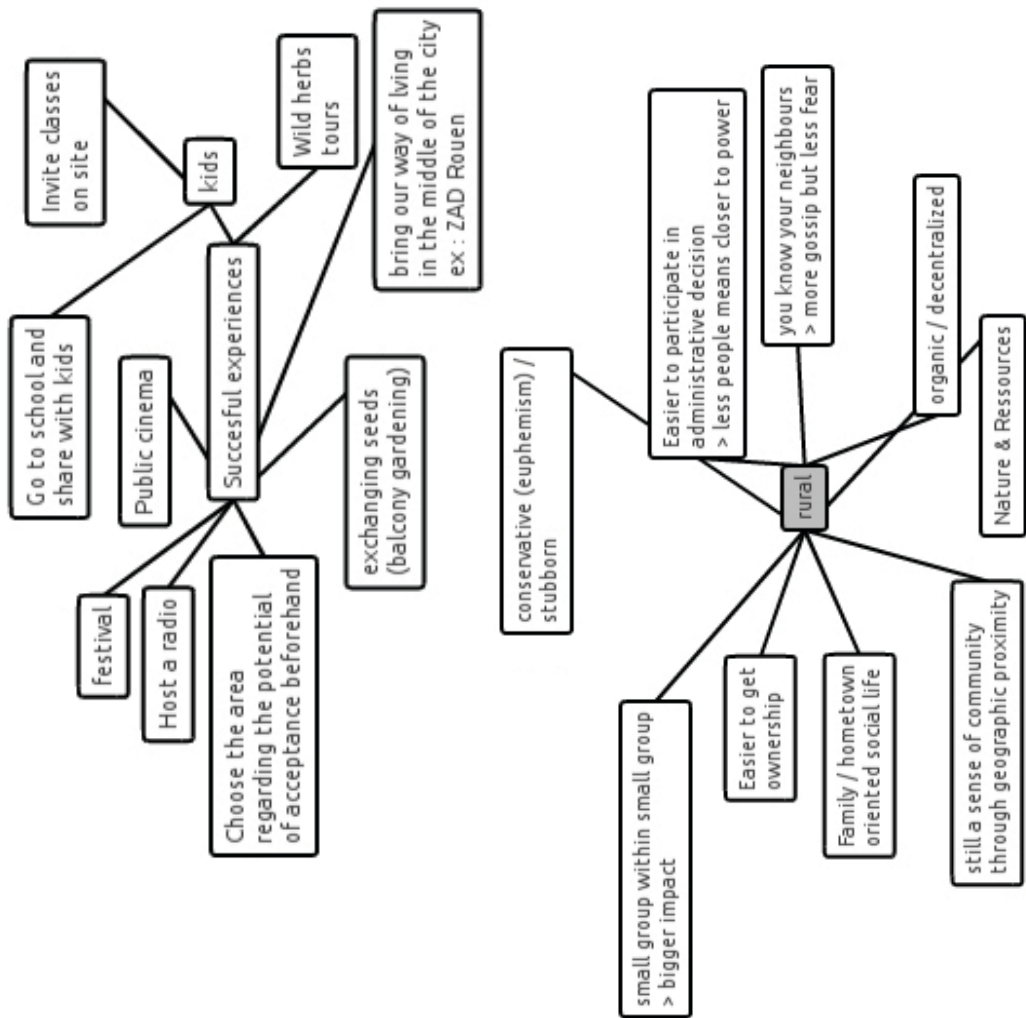 Go to school and
share with kids
Invite classes
on site
kids
festival
Public cinema
Host a radio
Succesful experiences
Wild herbs
tours
Choose the area
regarding the potential
of acceptance beforehand
exchanging seeds
(balcony gardening)
bring our way of lving
in the middle of the city
ex : ZAD Rouen
conservative (euphemism) /
stubborn
small group within small group
> bigger impact
Easier to participate in
administrative decision
> less people means closer to power
Easier to get
ownership
rural
you know your neighbours
> more gossip but less fear
Family / hometown
oriented social life
organic / decentralized
still a sense of community
through geographic proximity
Nature & Ressources